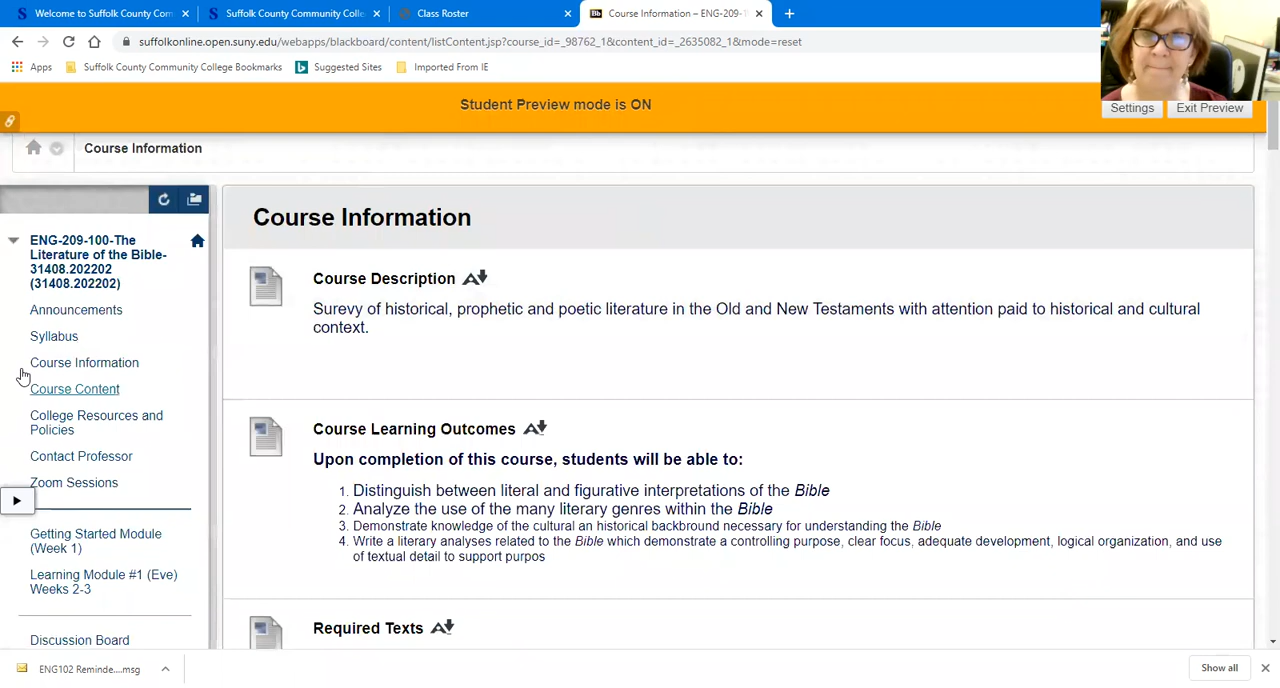 Welcome to Suffolk County Com
Suffolk County Community Colle
Class Roster
Course Information – ENG-209-1
suffolkonline.open.suny.edu/webapps/blackboard/content/listContent.jsp?course_id=_98762_1&content_id=_2635082_1&mode=reset
Apps
Suffolk County Community College Bookmarks
Suggested Sites
Imported From IE
Student Preview mode is ON
Settings
Exit Preview
Course Information
ENG-209-100-The
Literature of the Bible-
31408.202202
(31408.202202)
Announcements
Syllabus
Course Information
Course Content
College Resources and
Policies
Contact Professor
Zoom Sessions
Getting Started Module
(Week 1)
Learning Module #1 (Eve)
Weeks 2-3
Discussion Board
Course Information
Course Description
Surevy of historical, prophetic and poetic literature in the Old and New Testaments with attention paid to historical and cultural
context.
Course Learning Outcomes
Upon completion of this course, students will be able to:
1. Distinguish between literal and figurative interpretations of the Bible
2. Analyze the use of the many literary genres within the Bible
3. Demonstrate knowledge of the cultural an historical backbround necessary for understanding the Bible
4. Write a literary analyses related to the Bible which demonstrate a controlling purpose, clear focus, adequate development, logical organization, and use
of textual detail to support purpos
Required Texts
ENG102 Reminde....msg
Show all